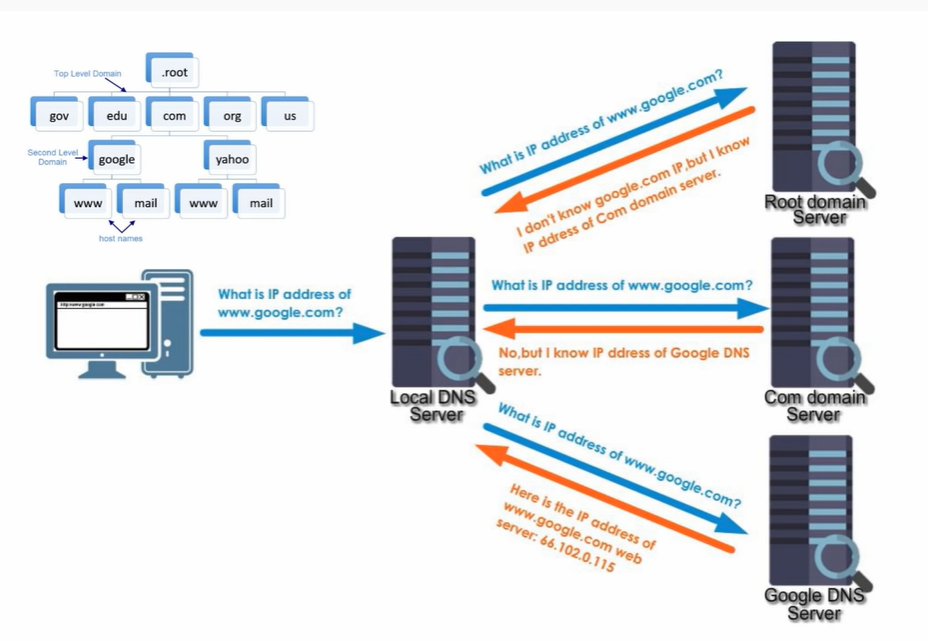 .root
Top Level Domain
gov
edu
com
org
us
Second Level
Domain
google
yahoo
www
mail
www
mail
host names
What is IP address of www.google.com?
I don't know google.com IP,but I know
IP ddress of Com domain server.
Root domain
Server
http://www.google.com
What is IP address of
www.google.com?
Local DNS
Server
What is IP address of www.google.com?
No,but I know IP ddress of Google DNS
server.
Com domain
Server
What is IP address of www.google.com?
Here is the IP address of
www.google.com web
server: 66.102.0.115
Google DNS
Server